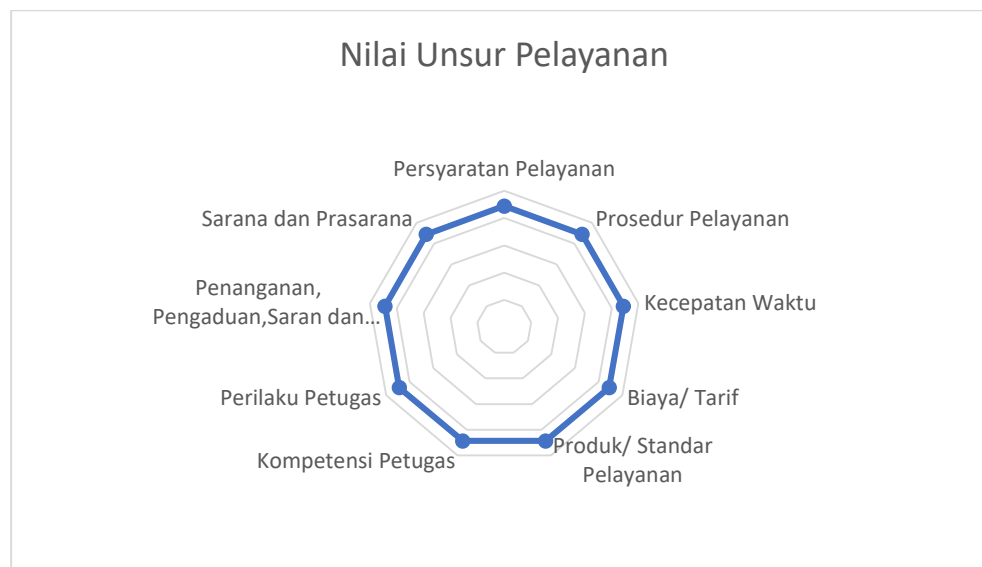 Nilai Unsur Pelayanan
Persyaratan Pelayanan
Prosedur Pelayanan
Kecepatan Waktu
Biaya/ Tarif
Produk/ Standar
Pelayanan
Kompetensi Petugas
Perilaku Petugas
Penanganan,
Pengaduan,Saran dan...
Sarana dan Prasarana